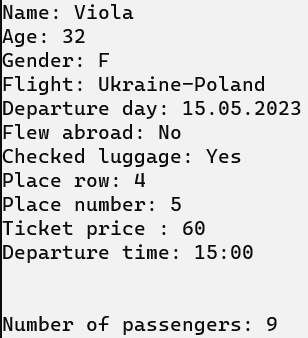 Name: Viola
Age: 32
Gender: F
Flight: Ukraine-Poland
Departure day: 15.05.2023
Flew abroad: No
Checked luggage: Yes
Place row: 4
Place number: 5
Ticket price : 60
Departure time: 15:00
Number of passengers: 9